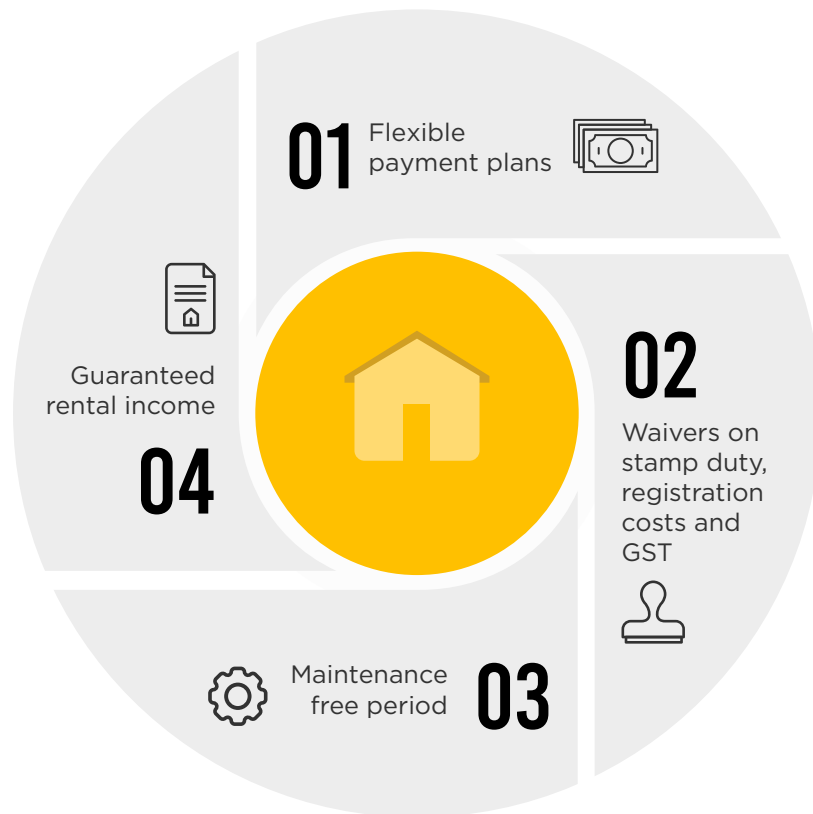 01
Flexible
payment plans
02
Waivers on
stamp duty,
registration
costs and
GST
03
Maintenance
free period
04
Guaranteed
rental income